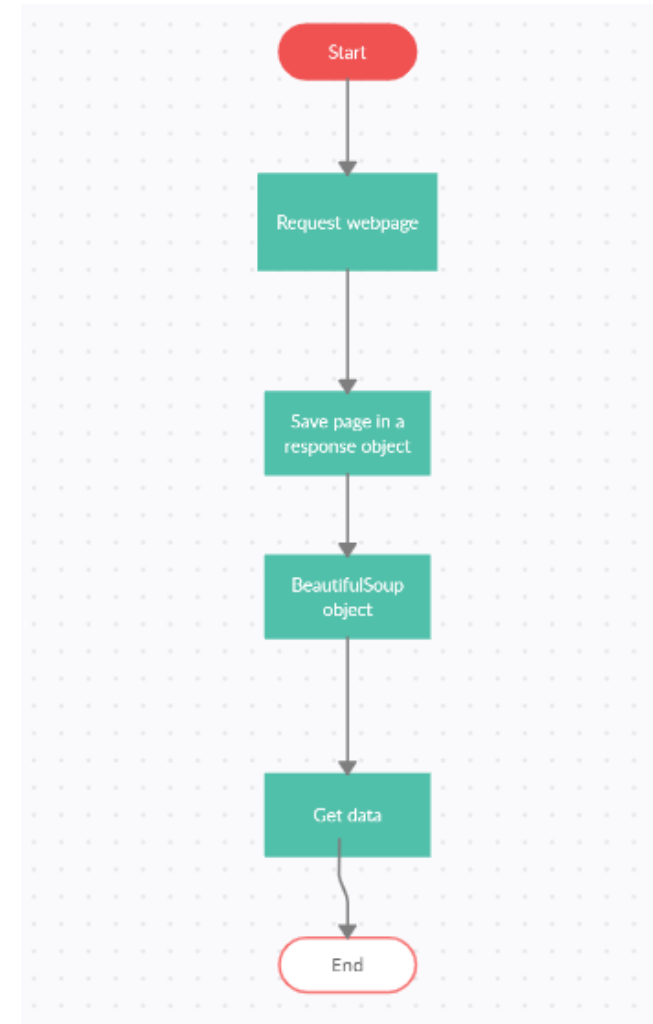 Start
Request webpage
Save page in a
response object
BeautifulSoup
object
Get data
End